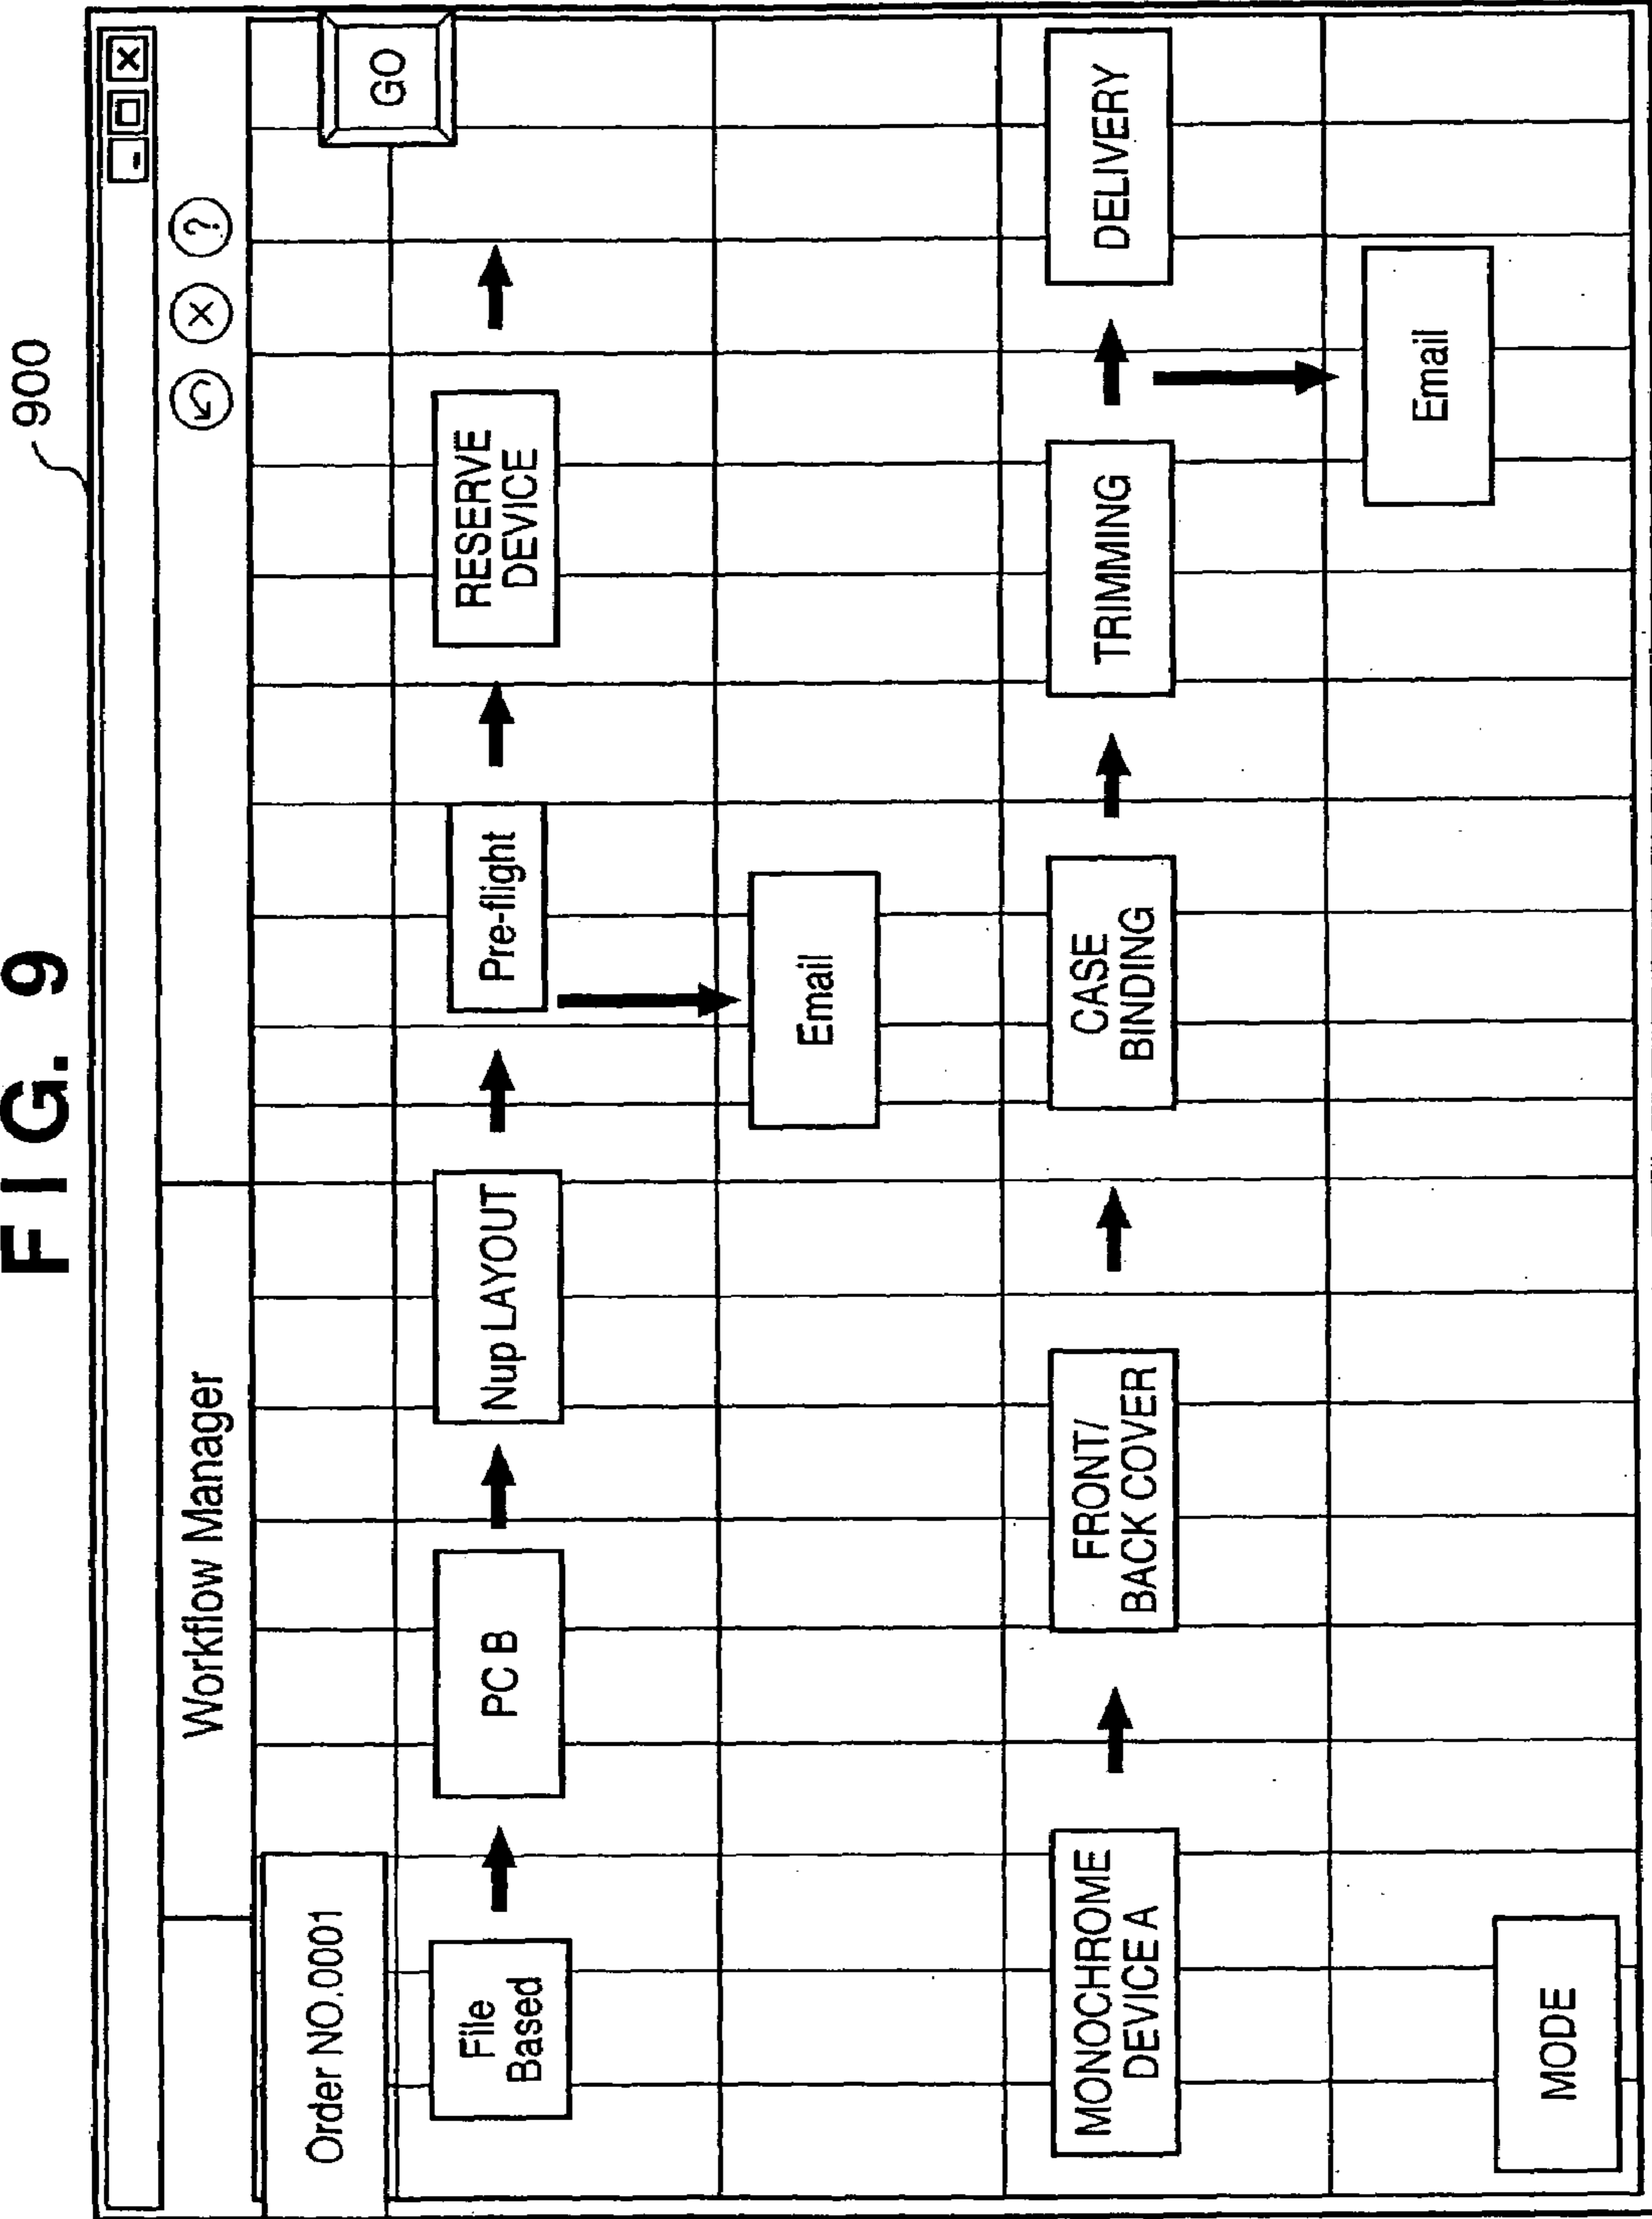 FIG. 9
900
Workflow Manager
Order NO.0001
GO
File
Based
PC B
Nup LAYOUT
Pre-flight
RESERVE
DEVICE
Email
MONOCHROME
DEVICE A
FRONT/
BACK COVER
CASE
BINDING
TRIMMING
DELIVERY
Email
MODE